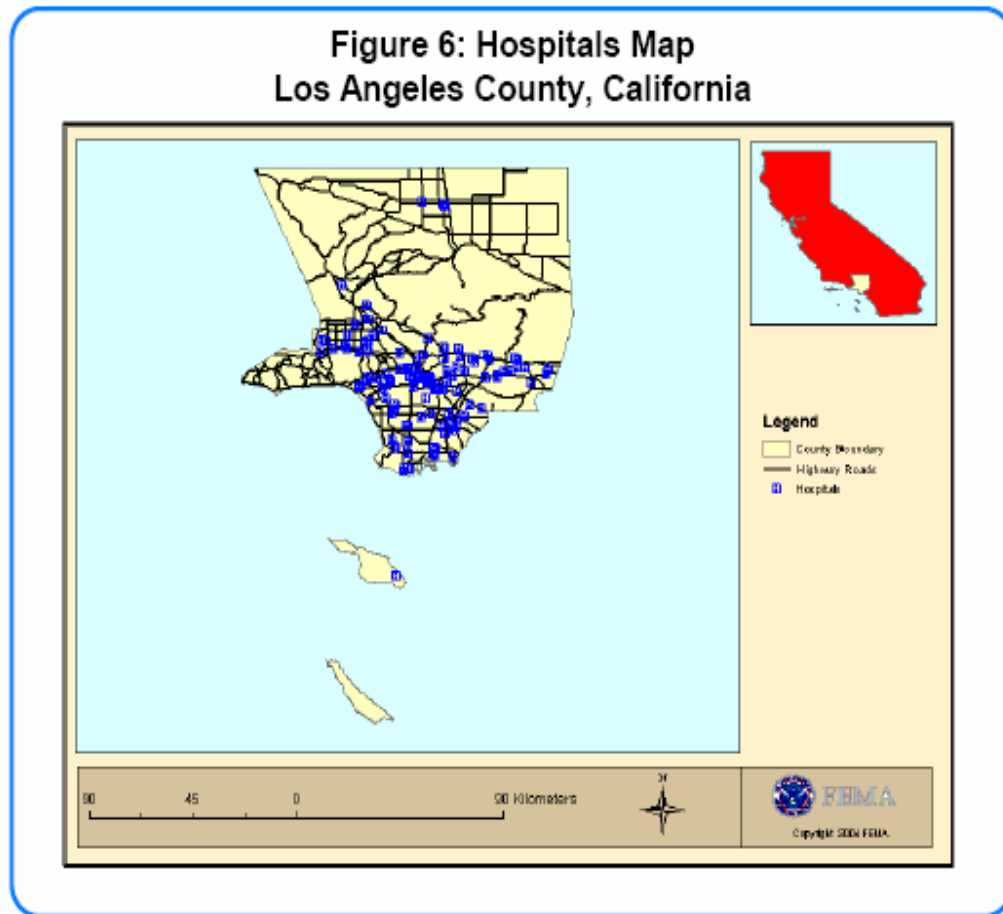 Figure 6: Hospitals Map
Los Angeles County, California
Legend
County Boundary
Highway Roads
H Hospitals
90 45 0 90 Kilometers
N
FEMA
Copyright 2004 FEMA.